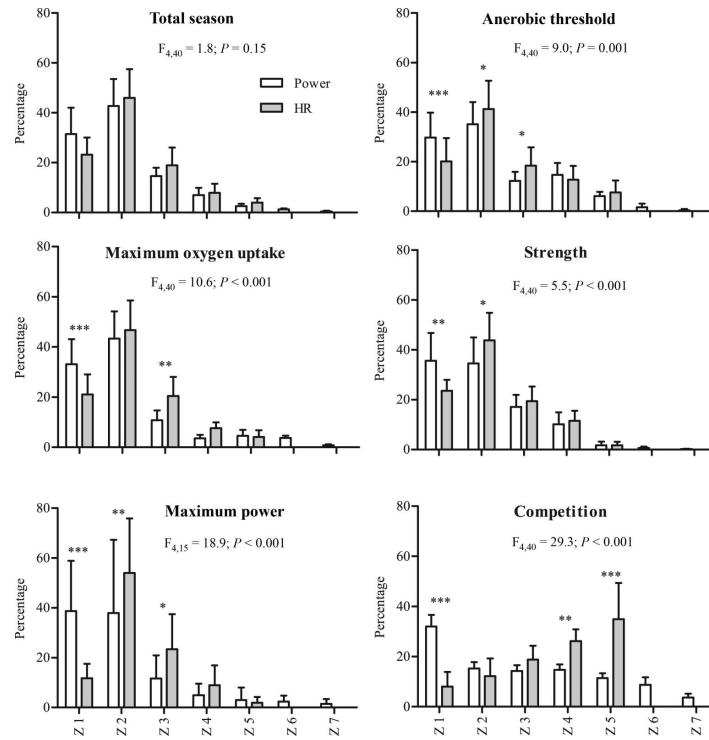 Total season
F4,40 = 1.8; P = 0.15
Power
HR
Percentage
80
60
40
20
0
Anerobic threshold
F4,40 = 9.0; P = 0.001
Percentage
80
60
40
20
0
***
*
*
Maximum oxygen uptake
F4,40 = 10.6; P < 0.001
Percentage
80
60
40
20
0
***
**
Strength
F4,40 = 5.5; P < 0.001
Percentage
80
60
40
20
0
**
*
Maximum power
F4,15 = 18.9; P < 0.001
Percentage
80
60
40
20
0
***
**
*
Z 1
Z 2
Z 3
Z 4
Z 5
Z 6
Z 7
Competition
F4,40 = 29.3; P < 0.001
Percentage
80
60
40
20
0
***
**
***
Z 1
Z 2
Z 3
Z 4
Z 5
Z 6
Z 7